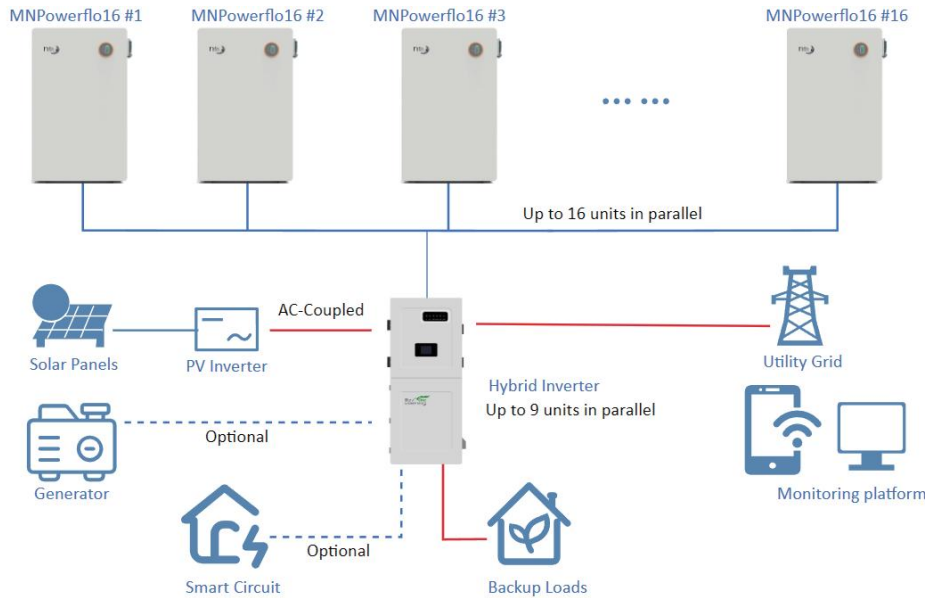 MNPowerflo16 #1
MNPowerflo16 #2
MNPowerflo16 #3
MNPowerflo16 #16
Up to 16 units in parallel
AC-Coupled
Solar Panels
PV Inverter
Utility Grid
Hybrid Inverter
Up to 9 units in parallel
Optional
Generator
Monitoring platform
Optional
Smart Circuit
Backup Loads